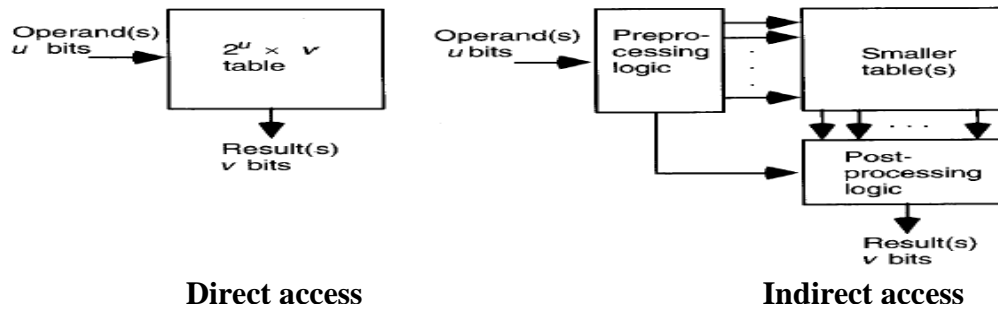 Operand(s)
u bits
2^u × v
table
Result(s)
v bits
Direct access
Operand(s)
u bits
Prepro-
cessing
logic
. . .
Smaller
table(s)
. . .
Post-
processing
logic
Result(s)
v bits
Indirect access